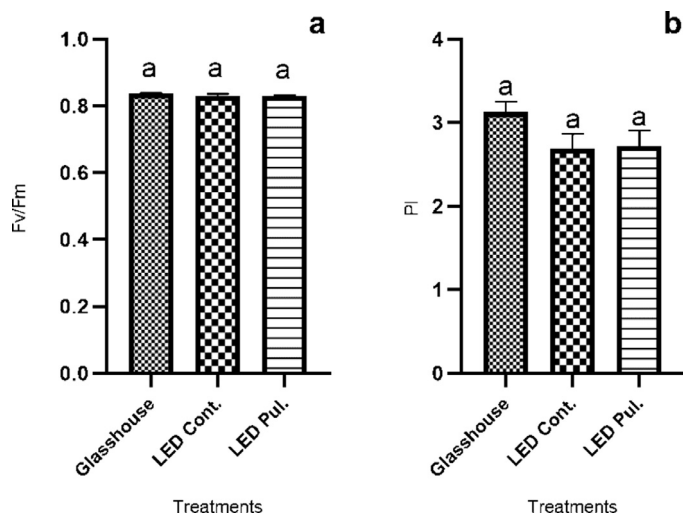 a
Fv/Fm
1.0
0.8
0.6
0.4
0.2
0.0
a
a
a
Glasshouse
LED Cont.
LED Pul.
Treatments
b
PI
4
3
2
1
0
a
a
a
Glasshouse
LED Cont.
LED Pul.
Treatments